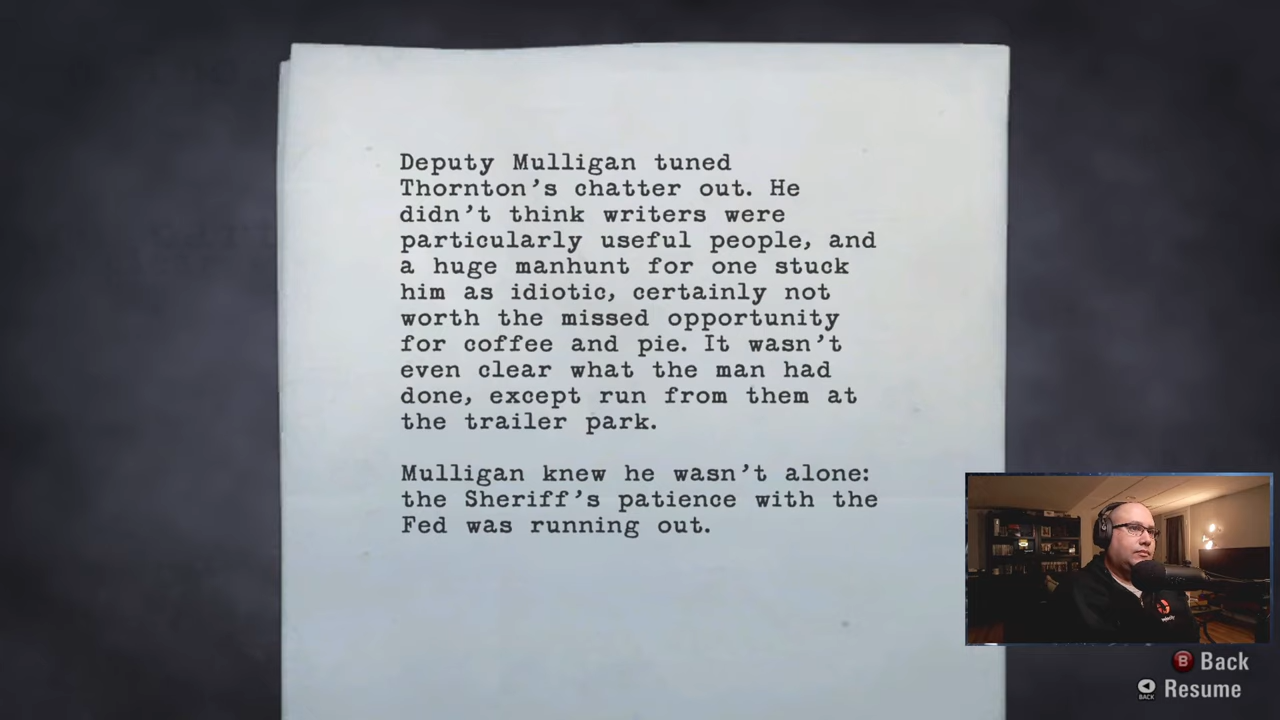 Deputy Mulligan tuned
Thornton's chatter out. He
didn't think writers were
particularly useful people, and
a huge manhunt for one stuck
him as idiotic, certainly not
worth the missed opportunity
for coffee and pie. It wasn't
even clear what the man had
done, except run from them at
the trailer park.
Mulligan knew he wasn't alone:
the Sheriff's patience with the
Fed was running out.
B Back
BACK Resume